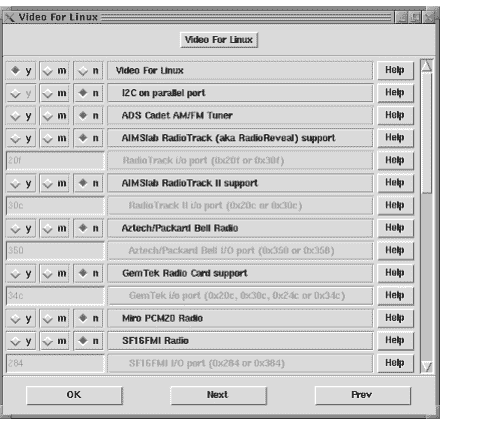 Video For Linux
Video For Linux
y m n Video For Linux Help
y m n I2C on parallel port Help
y m n ADS Cadet AM/FM Tuner Help
y m n AIMSlab RadioTrack (aka RadioReveal) support Help
20f RadioTrack i/o port (0x20f or 0x30f) Help
y m n AIMSlab RadioTrack II support Help
30c RadioTrack II i/o port (0x20c or 0x30c) Help
y m n Aztech/Packard Bell Radio Help
350 Aztech/Packard Bell I/O port (0x350 or 0x358) Help
y m n GemTek Radio Card support Help
34c GemTek i/o port (0x20c, 0x30c, 0x24c or 0x34c) Help
y m n Miro PCM20 Radio Help
y m n SF16FMI Radio Help
284 SF16FMI I/O port (0x284 or 0x384) Help
OK Next Prev